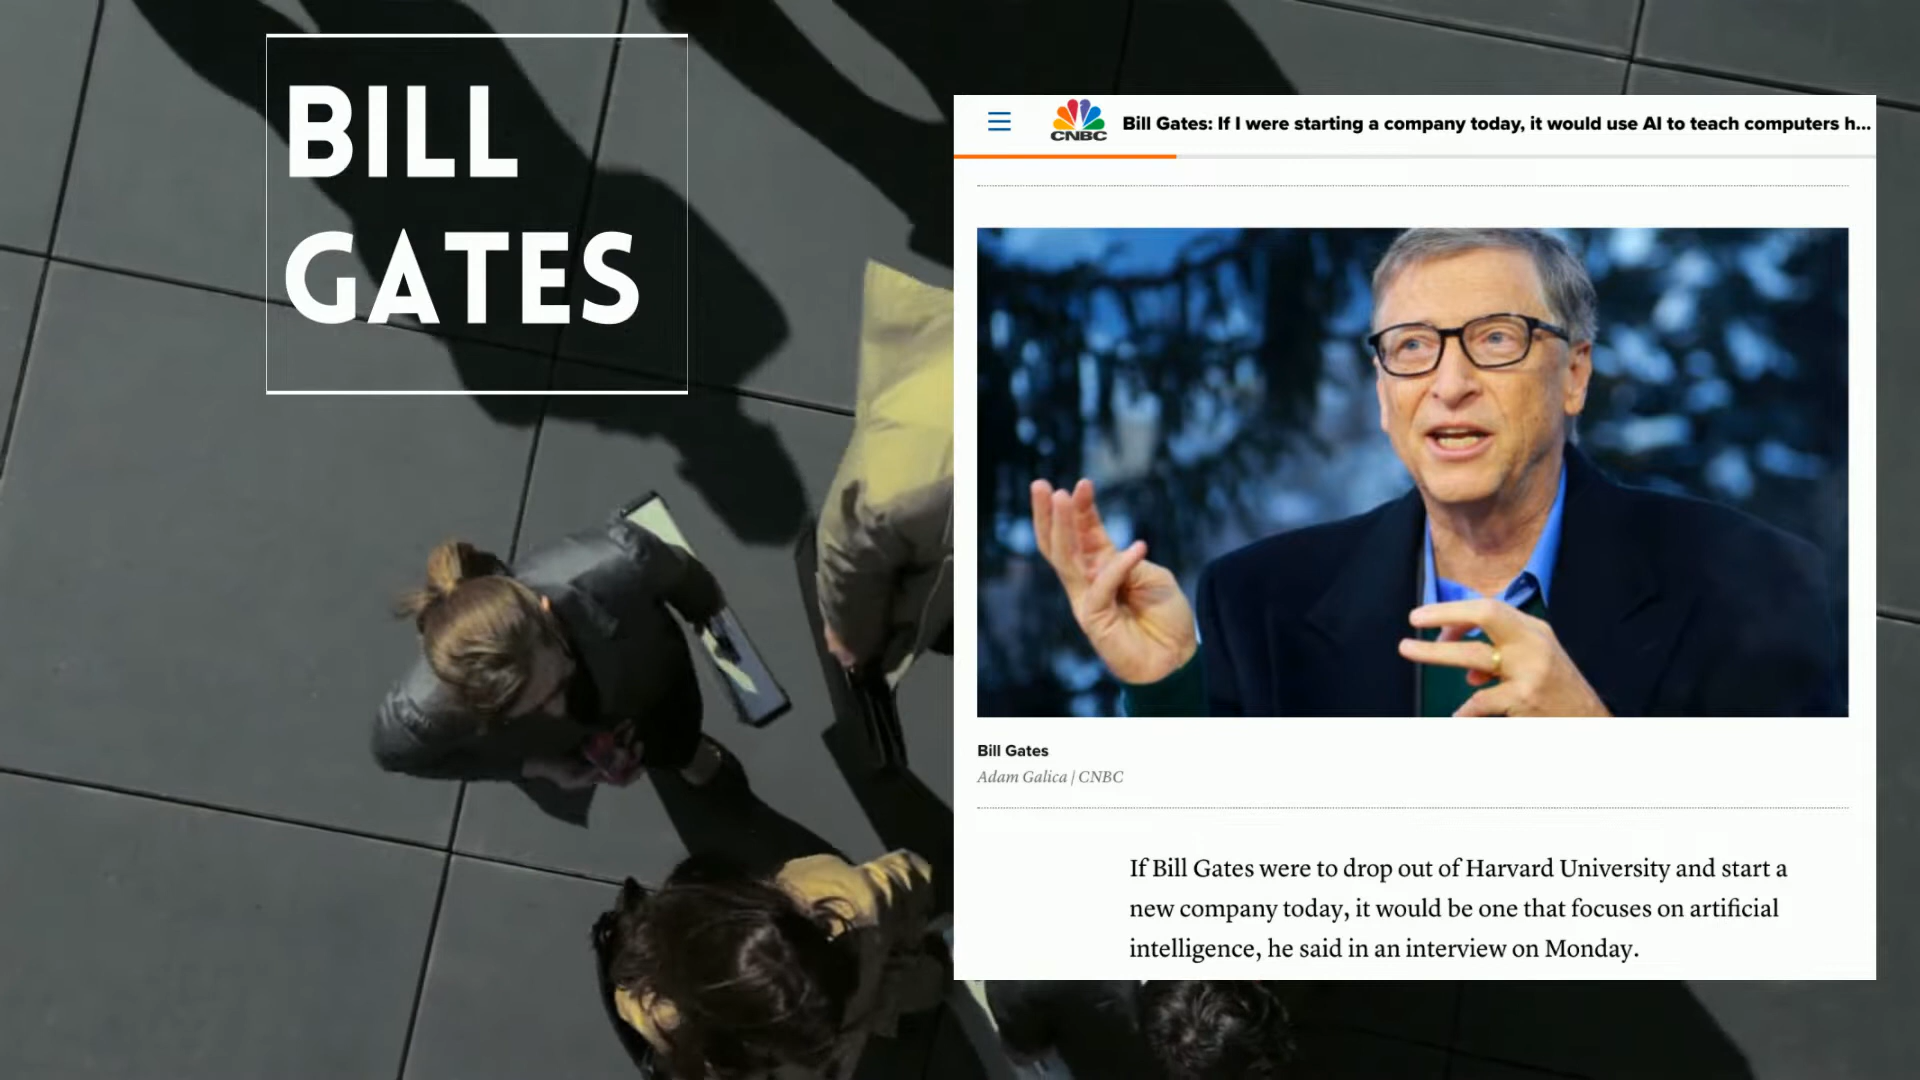 BILL
GATES
CNBC
Bill Gates: If I were starting a company today, it would use AI to teach computers h...
Bill Gates
Adam Galica | CNBC
If Bill Gates were to drop out of Harvard University and start a
new company today, it would be one that focuses on artificial
intelligence, he said in an interview on Monday.